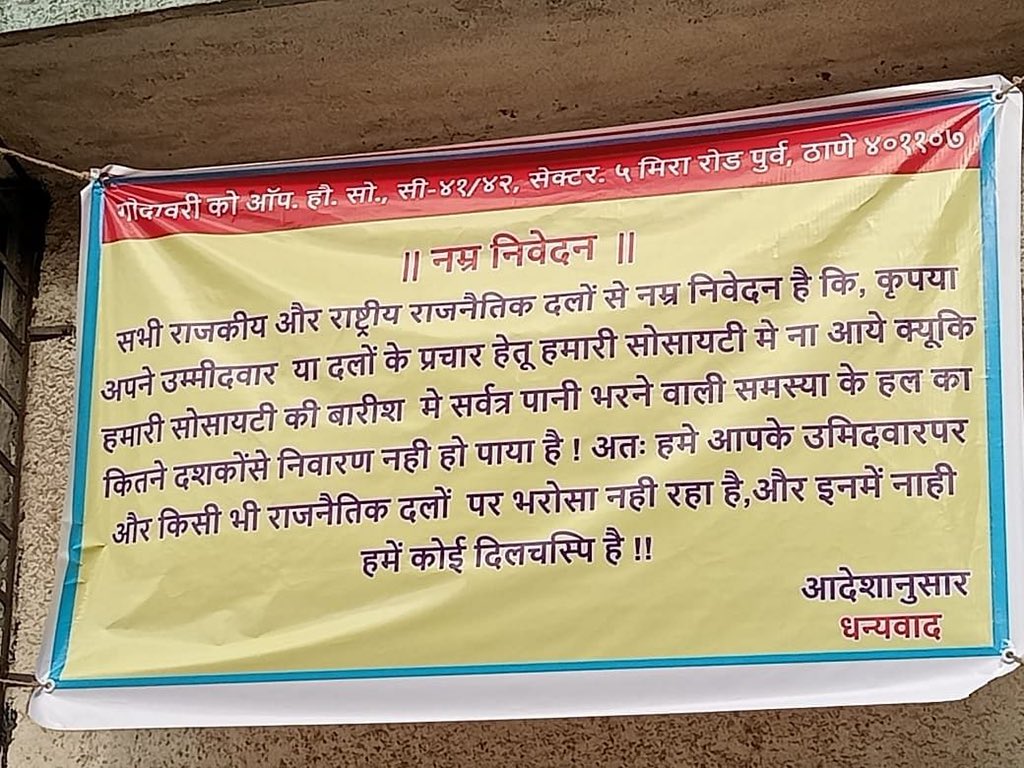 गोदावरी को ऑप. हौ. सो., सी-४१/४२, सेक्टर. ५ मिरा रोड पुर्व, ठाणे ४०११०७
|| नम्र निवेदन ||
सभी राजकीय और राष्ट्रीय राजनैतिक दलों से नम्र निवेदन है कि, कृपया
अपने उम्मीदवार या दलों के प्रचार हेतू हमारी सोसायटी मे ना आये क्यूकि
हमारी सोसायटी की बारीश मे सर्वत्र पानी भरने वाली समस्या के हल का
कितने दशकोंसे निवारण नही हो पाया है ! अतः हमे आपके उमिदवारपर
और किसी भी राजनैतिक दलों पर भरोसा नही रहा है,और इनमें नाही
हमें कोई दिलचस्पि है !!
आदेशानुसार
धन्यवाद